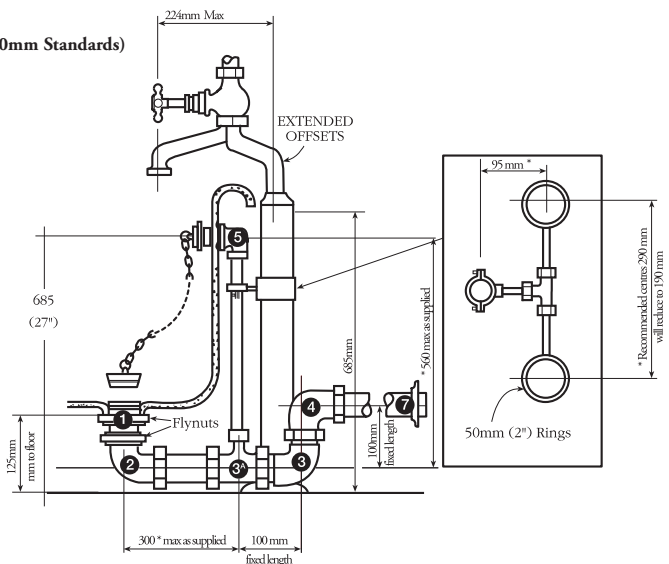 224mm Max
0mm Standards)
EXTENDED
OFFSETS
95 mm *
5
685
(27")
685mm
* 560 max as supplied
* Recommended centres 290 mm
will reduce to 190 mm
4
7
1
Flynuts
50mm (2") Rings
125mm
mm to floor
2
3A
3
100mm
fixed length
300 * max as supplied
100 mm
fixed length